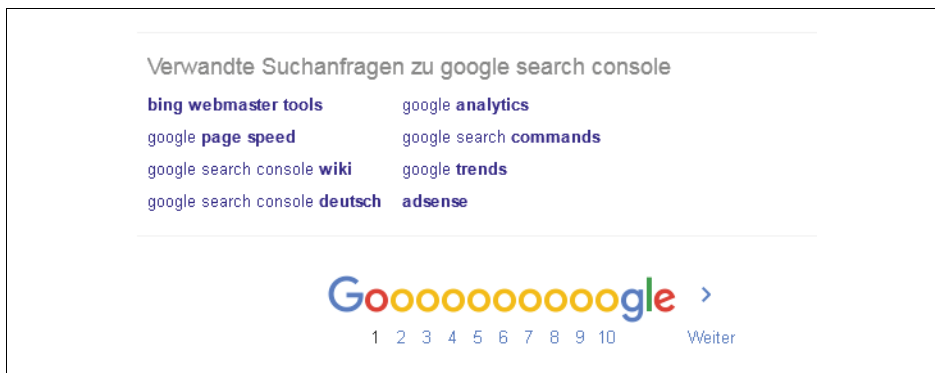 Verwandte Suchanfragen zu google search console
bing webmaster tools google analytics
google page speed google search commands
google search console wiki google trends
google search console deutsch adsense
Goooooooooogle >
1 2 3 4 5 6 7 8 9 10 Weiter